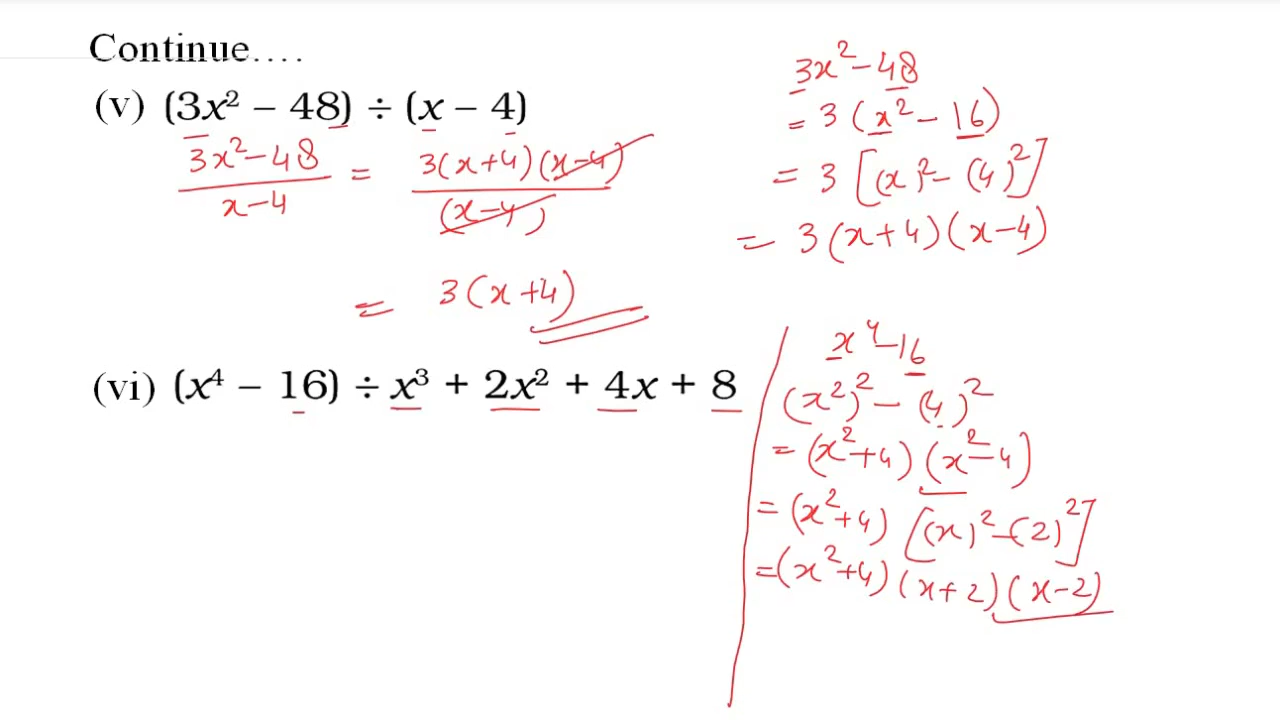 Continue....
(v) (3x² – 48) ÷ (x – 4)
3x²-48 / x-4 = 3(x+4)(x-4) / (x-4)
= 3(x+4)
3x²-48
= 3(x²-16)
= 3[(x)²-(4)²]
= 3(x+4)(x-4)
(vi) (x⁴ – 16) ÷ x³ + 2x² + 4x + 8
x⁴-16
(x²)²-(4)²
= (x²+4)(x²-4)
= (x²+4)[(x)²-(2)²]
=(x²+4)(x+2)(x-2)